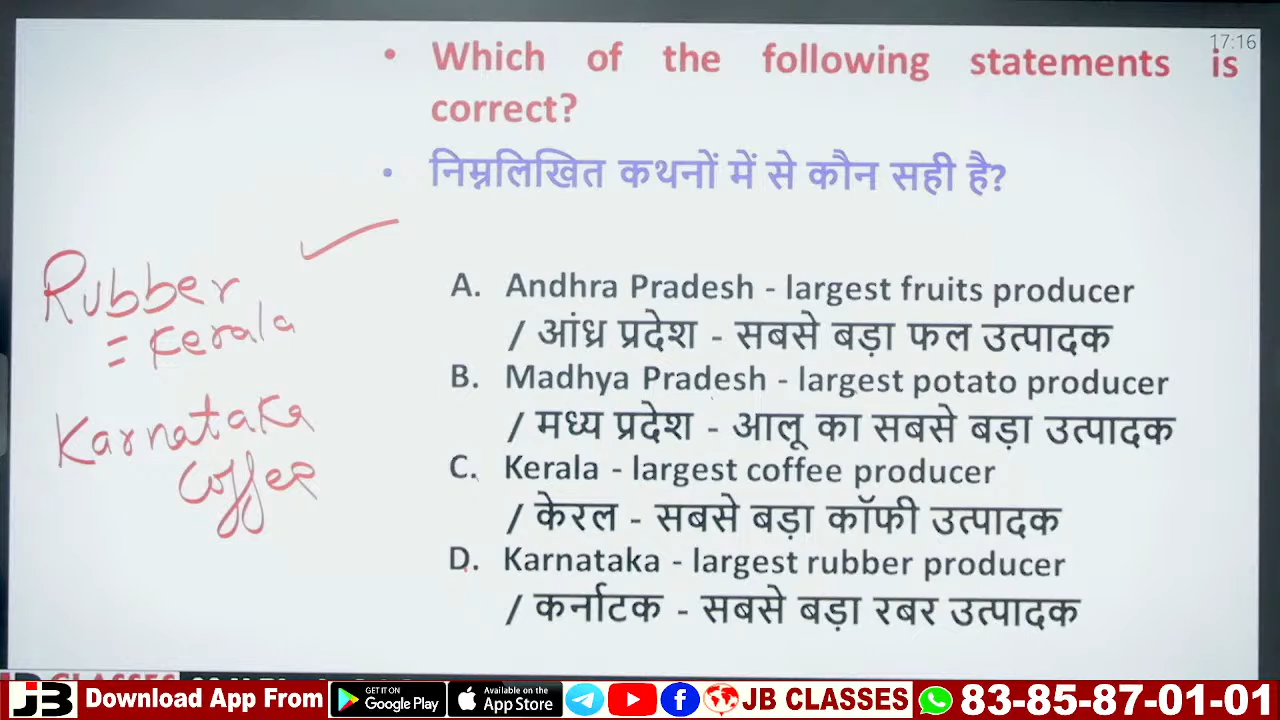 17:16
• Which of the following statements is
correct?
• निम्नलिखित कथनों में से कौन सही है?
Rubber
= Kerala
Karnataka
Coffee
A. Andhra Pradesh - largest fruits producer
/ आंध्र प्रदेश - सबसे बड़ा फल उत्पादक
B. Madhya Pradesh - largest potato producer
/ मध्य प्रदेश - आलू का सबसे बड़ा उत्पादक
C. Kerala - largest coffee producer
/ केरल - सबसे बड़ा कॉफी उत्पादक
D. Karnataka - largest rubber producer
/ कर्नाटक - सबसे बड़ा रबर उत्पादक
JB Download App From GET IT ON Google Play Available on the App Store JB CLASSES 83-85-87-01-01